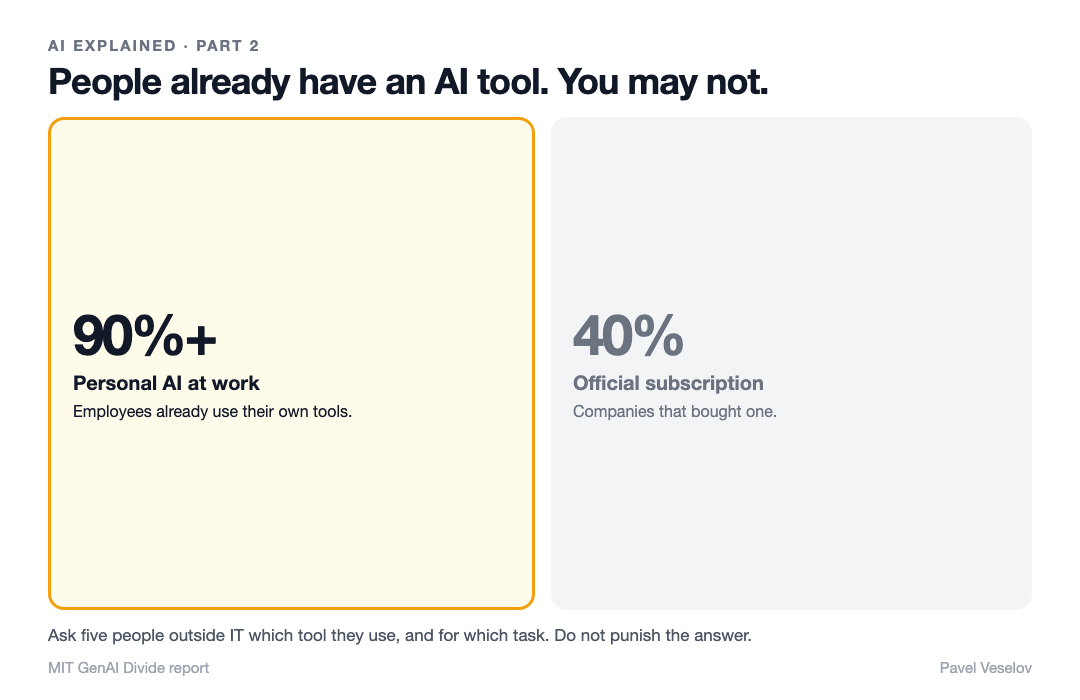 AI EXPLAINED · PART 2
People already have an AI tool. You may not.
90%+
Personal AI at work
Employees already use their own tools.
40%
Official subscription
Companies that bought one.
Ask five people outside IT which tool they use, and for which task. Do not punish the answer.
MIT GenAI Divide report
Pavel Veselov